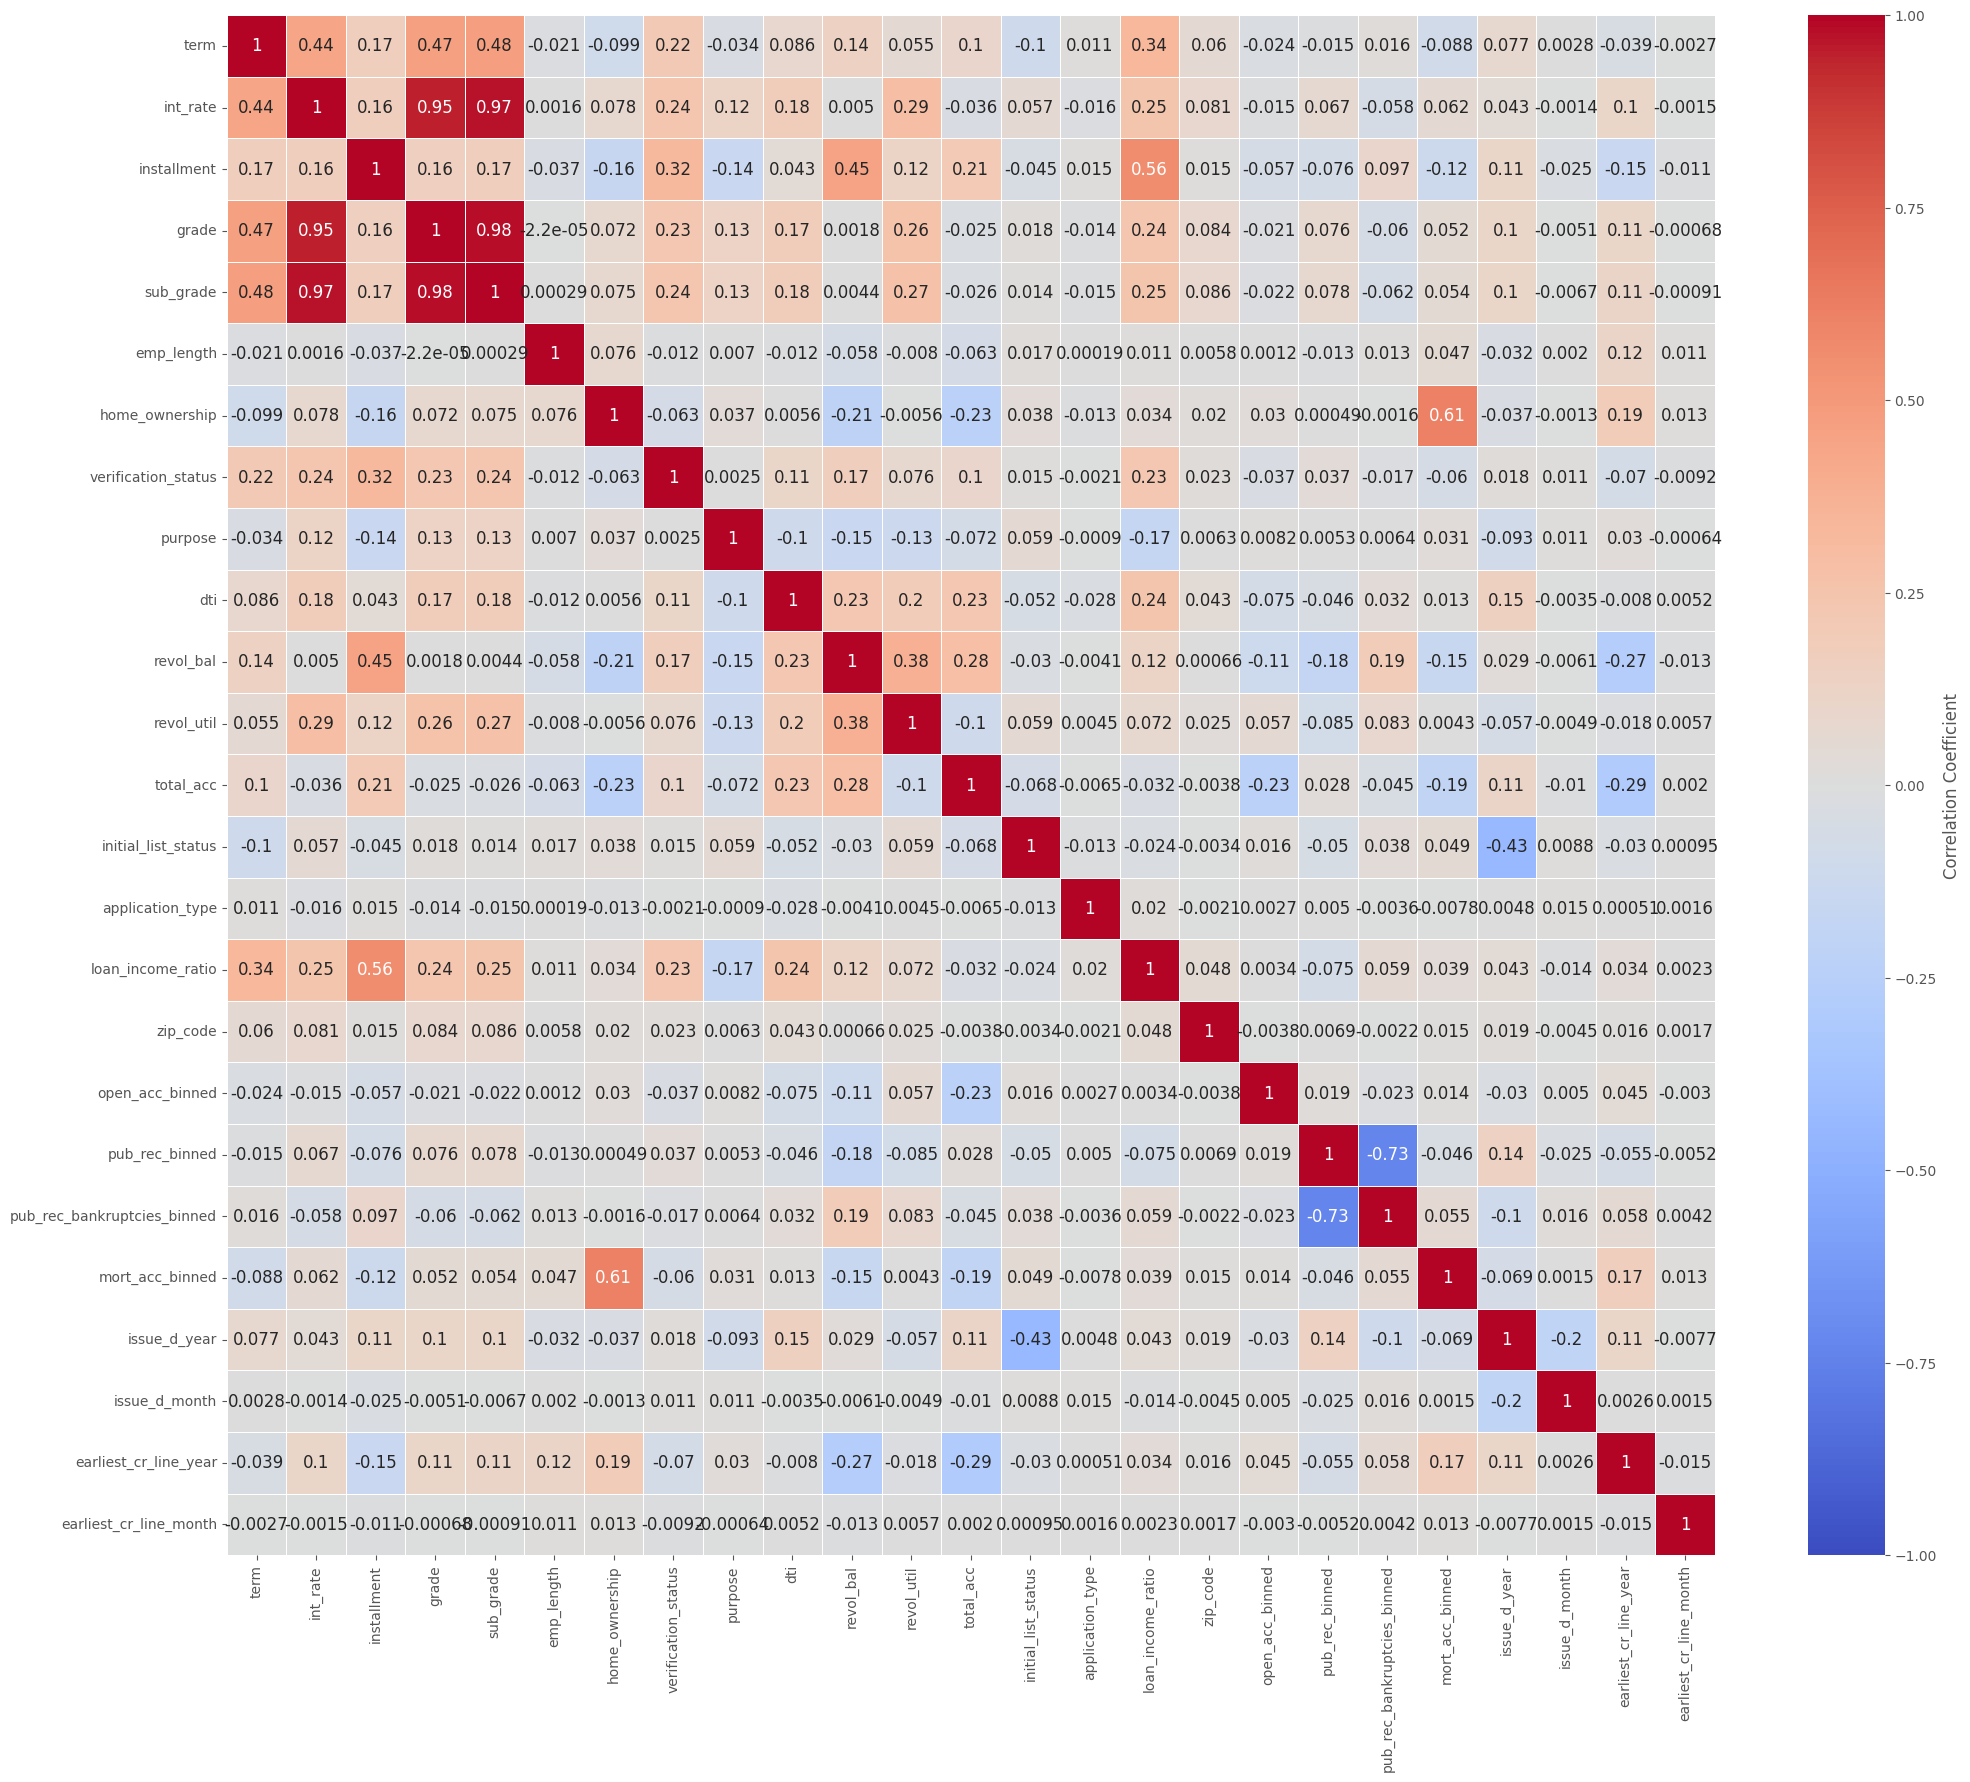 term 1 0.44 0.17 0.47 0.48 -0.021 -0.099 0.22 -0.034 0.086 0.14 0.055 0.1 -0.1 0.011 0.34 0.06 -0.024 -0.015 0.016 -0.088 0.077 0.0028 -0.039 -0.0027
int_rate 0.44 1 0.16 0.95 0.97 0.0016 0.078 0.24 0.12 0.18 0.005 0.29 -0.036 0.057 -0.016 0.25 0.081 -0.015 0.067 -0.058 0.062 0.043 -0.0014 0.1 -0.0015
installment 0.17 0.16 1 0.16 0.17 -0.037 -0.16 0.32 -0.14 0.043 0.45 0.12 0.21 -0.045 0.015 0.56 0.015 -0.057 -0.076 0.097 -0.12 0.11 -0.025 -0.15 -0.011
grade 0.47 0.95 0.16 1 0.98 -2.2e-05 0.072 0.23 0.13 0.17 0.0018 0.26 -0.025 0.018 -0.014 0.24 0.084 -0.021 0.076 -0.06 0.052 0.1 -0.0051 0.11 -0.00068
sub_grade 0.48 0.97 0.17 0.98 1 0.00029 0.075 0.24 0.13 0.18 0.0044 0.27 -0.026 0.014 -0.015 0.25 0.086 -0.022 0.078 -0.062 0.054 0.1 -0.0067 0.11 -0.00091
emp_length -0.021 0.0016 -0.037 -2.2e-05 0.00029 1 0.076 -0.012 0.007 -0.012 -0.058 -0.008 -0.063 0.017 0.00019 0.011 0.0058 0.0012 -0.013 0.013 0.047 -0.032 0.002 0.12 0.011
home_ownership -0.099 0.078 -0.16 0.072 0.075 0.076 1 -0.063 0.037 0.0056 -0.21 -0.0056 -0.23 0.038 -0.013 0.034 0.02 0.03 0.00049 -0.0016 0.61 -0.037 -0.0013 0.19 0.013
verification_status 0.22 0.24 0.32 0.23 0.24 -0.012 -0.063 1 0.0025 0.11 0.17 0.076 0.1 0.015 -0.0021 0.23 0.023 -0.037 0.037 -0.017 -0.06 0.018 0.011 -0.07 -0.0092
purpose -0.034 0.12 -0.14 0.13 0.13 0.007 0.037 0.0025 1 -0.1 -0.15 -0.13 -0.072 0.059 -0.0009 -0.17 0.0063 0.0082 0.0053 0.0064 0.031 -0.093 0.011 0.03 -0.00064
dti 0.086 0.18 0.043 0.17 0.18 -0.012 0.0056 0.11 -0.1 1 0.23 0.2 0.23 -0.052 -0.028 0.24 0.043 -0.075 -0.046 0.032 0.013 0.15 -0.0035 -0.008 0.0052
revol_bal 0.14 0.005 0.45 0.0018 0.0044 -0.058 -0.21 0.17 -0.15 0.23 1 0.38 0.28 -0.03 -0.0041 0.12 0.00066 -0.11 -0.18 0.19 -0.15 0.029 -0.0061 -0.27 -0.013
revol_util 0.055 0.29 0.12 0.26 0.27 -0.008 -0.0056 0.076 -0.13 0.2 0.38 1 -0.1 0.059 0.0045 0.072 0.025 0.057 -0.085 0.083 0.0043 -0.057 -0.0049 -0.018 0.0057
total_acc 0.1 -0.036 0.21 -0.025 -0.026 -0.063 -0.23 0.1 -0.072 0.23 0.28 -0.1 1 -0.068 -0.0065 -0.032 -0.0038 -0.23 0.028 -0.045 -0.19 0.11 -0.01 -0.29 0.002
initial_list_status -0.1 0.057 -0.045 0.018 0.014 0.017 0.038 0.015 0.059 -0.052 -0.03 0.059 -0.068 1 -0.013 -0.024 -0.0034 0.016 -0.05 0.038 0.049 -0.43 0.0088 -0.03 0.00095
application_type 0.011 -0.016 0.015 -0.014 -0.015 0.00019 -0.013 -0.0021 -0.0009 -0.028 -0.0041 0.0045 -0.0065 -0.013 1 0.02 -0.0021 0.0027 0.005 -0.0036 -0.0078 0.0048 0.015 0.00051 0.0016
loan_income_ratio 0.34 0.25 0.56 0.24 0.25 0.011 0.034 0.23 -0.17 0.24 0.12 0.072 -0.032 -0.024 0.02 1 0.048 0.0034 -0.075 0.059 0.039 0.043 -0.014 0.034 0.0023
zip_code 0.06 0.081 0.015 0.084 0.086 0.0058 0.02 0.023 0.0063 0.043 0.00066 0.025 -0.0038 -0.0034 -0.0021 0.048 1 -0.0038 0.0069 -0.0022 0.015 0.019 -0.0045 0.016 0.0017
open_acc_binned -0.024 -0.015 -0.057 -0.021 -0.022 0.0012 0.03 -0.037 0.0082 -0.075 -0.11 0.057 -0.23 0.016 0.0027 0.0034 -0.0038 1 0.019 -0.023 0.014 -0.03 0.005 0.045 -0.003
pub_rec_binned -0.015 0.067 -0.076 0.076 0.078 -0.013 0.00049 0.037 0.0053 -0.046 -0.18 -0.085 0.028 -0.05 0.005 -0.075 0.0069 0.019 1 -0.73 -0.046 0.14 -0.025 -0.055 -0.0052
pub_rec_bankruptcies_binned 0.016 -0.058 0.097 -0.06 -0.062 0.013 -0.0016 -0.017 0.0064 0.032 0.19 0.083 -0.045 0.038 -0.0036 0.059 -0.0022 -0.023 -0.73 1 0.055 -0.1 0.016 0.058 0.0042
mort_acc_binned -0.088 0.062 -0.12 0.052 0.054 0.047 0.61 -0.06 0.031 0.013 -0.15 0.0043 -0.19 0.049 -0.0078 0.039 0.015 0.014 -0.046 0.055 1 -0.069 0.0015 0.17 0.013
issue_d_year 0.077 0.043 0.11 0.1 0.1 -0.032 -0.037 0.018 -0.093 0.15 0.029 -0.057 0.11 -0.43 0.0048 0.043 0.019 -0.03 0.14 -0.1 -0.069 1 -0.2 0.11 -0.0077
issue_d_month 0.0028 -0.0014 -0.025 -0.0051 -0.0067 0.002 -0.0013 0.011 0.011 -0.0035 -0.0061 -0.0049 -0.01 0.0088 0.015 -0.014 -0.0045 0.005 -0.025 0.016 0.0015 -0.2 1 0.0026 0.0015
earliest_cr_line_year -0.039 0.1 -0.15 0.11 0.11 0.12 0.19 -0.07 0.03 -0.008 -0.27 -0.018 -0.29 -0.03 0.00051 0.034 0.016 0.045 -0.055 0.058 0.17 0.11 0.0026 1 -0.015
earliest_cr_line_month -0.0027 -0.0015 -0.011 -0.00068 -0.00091 0.011 0.013 -0.0092 -0.00064 0.0052 -0.013 0.0057 0.002 0.00095 0.0016 0.0023 0.0017 -0.003 -0.0052 0.0042 0.013 -0.0077 0.0015 -0.015 1
term
int_rate
installment
grade
sub_grade
emp_length
home_ownership
verification_status
purpose
dti
revol_bal
revol_util
total_acc
initial_list_status
application_type
loan_income_ratio
zip_code
open_acc_binned
pub_rec_binned
pub_rec_bankruptcies_binned
mort_acc_binned
issue_d_year
issue_d_month
earliest_cr_line_year
earliest_cr_line_month
1.00
0.75
0.50
0.25
0.00
−0.25
−0.50
−0.75
−1.00
Correlation Coefficient